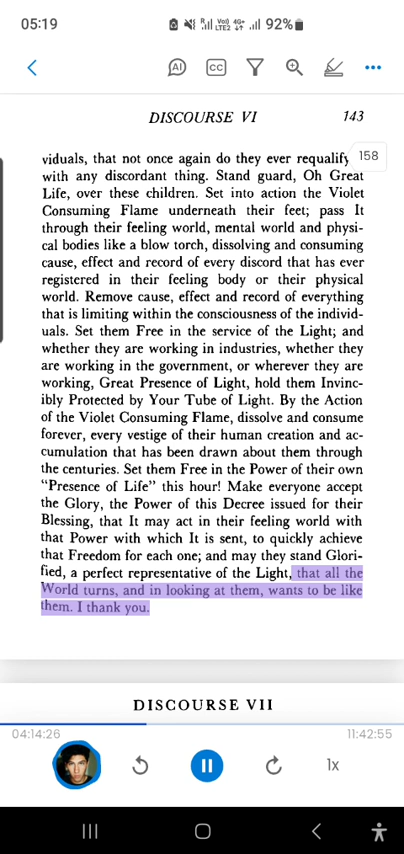 05:19
92%
AI
CC
DISCOURSE VI 143
158
viduals, that not once again do they ever requalify
with any discordant thing. Stand guard, Oh Great
Life, over these children. Set into action the Violet
Consuming Flame underneath their feet; pass It
through their feeling world, mental world and physi-
cal bodies like a blow torch, dissolving and consuming
cause, effect and record of every discord that has ever
registered in their feeling body or their physical
world. Remove cause, effect and record of everything
that is limiting within the consciousness of the individ-
uals. Set them Free in the service of the Light; and
whether they are working in industries, whether they
are working in the government, or wherever they are
working, Great Presence of Light, hold them Invinc-
ibly Protected by Your Tube of Light. By the Action
of the Violet Consuming Flame, dissolve and consume
forever, every vestige of their human creation and ac-
cumulation that has been drawn about them through
the centuries. Set them Free in the Power of their own
“Presence of Life” this hour! Make everyone accept
the Glory, the Power of this Decree issued for their
Blessing, that It may act in their feeling world with
that Power with which It is sent, to quickly achieve
that Freedom for each one; and may they stand Glori-
fied, a perfect representative of the Light, that all the
World turns, and in looking at them, wants to be like
them. I thank you.
DISCOURSE VII
04:14:26 11:42:55
1x